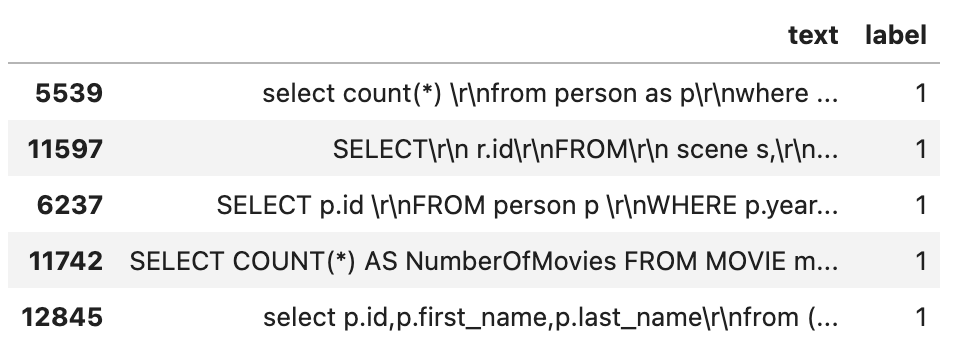 text label
5539 select count(*) \r\nfrom person as p\r\nwhere ... 1
11597 SELECT\r\n r.id\r\nFROM\r\n scene s,\r\n... 1
6237 SELECT p.id \r\nFROM person p \r\nWHERE p.year... 1
11742 SELECT COUNT(*) AS NumberOfMovies FROM MOVIE m... 1
12845 select p.id,p.first_name,p.last_name\r\nfrom (... 1